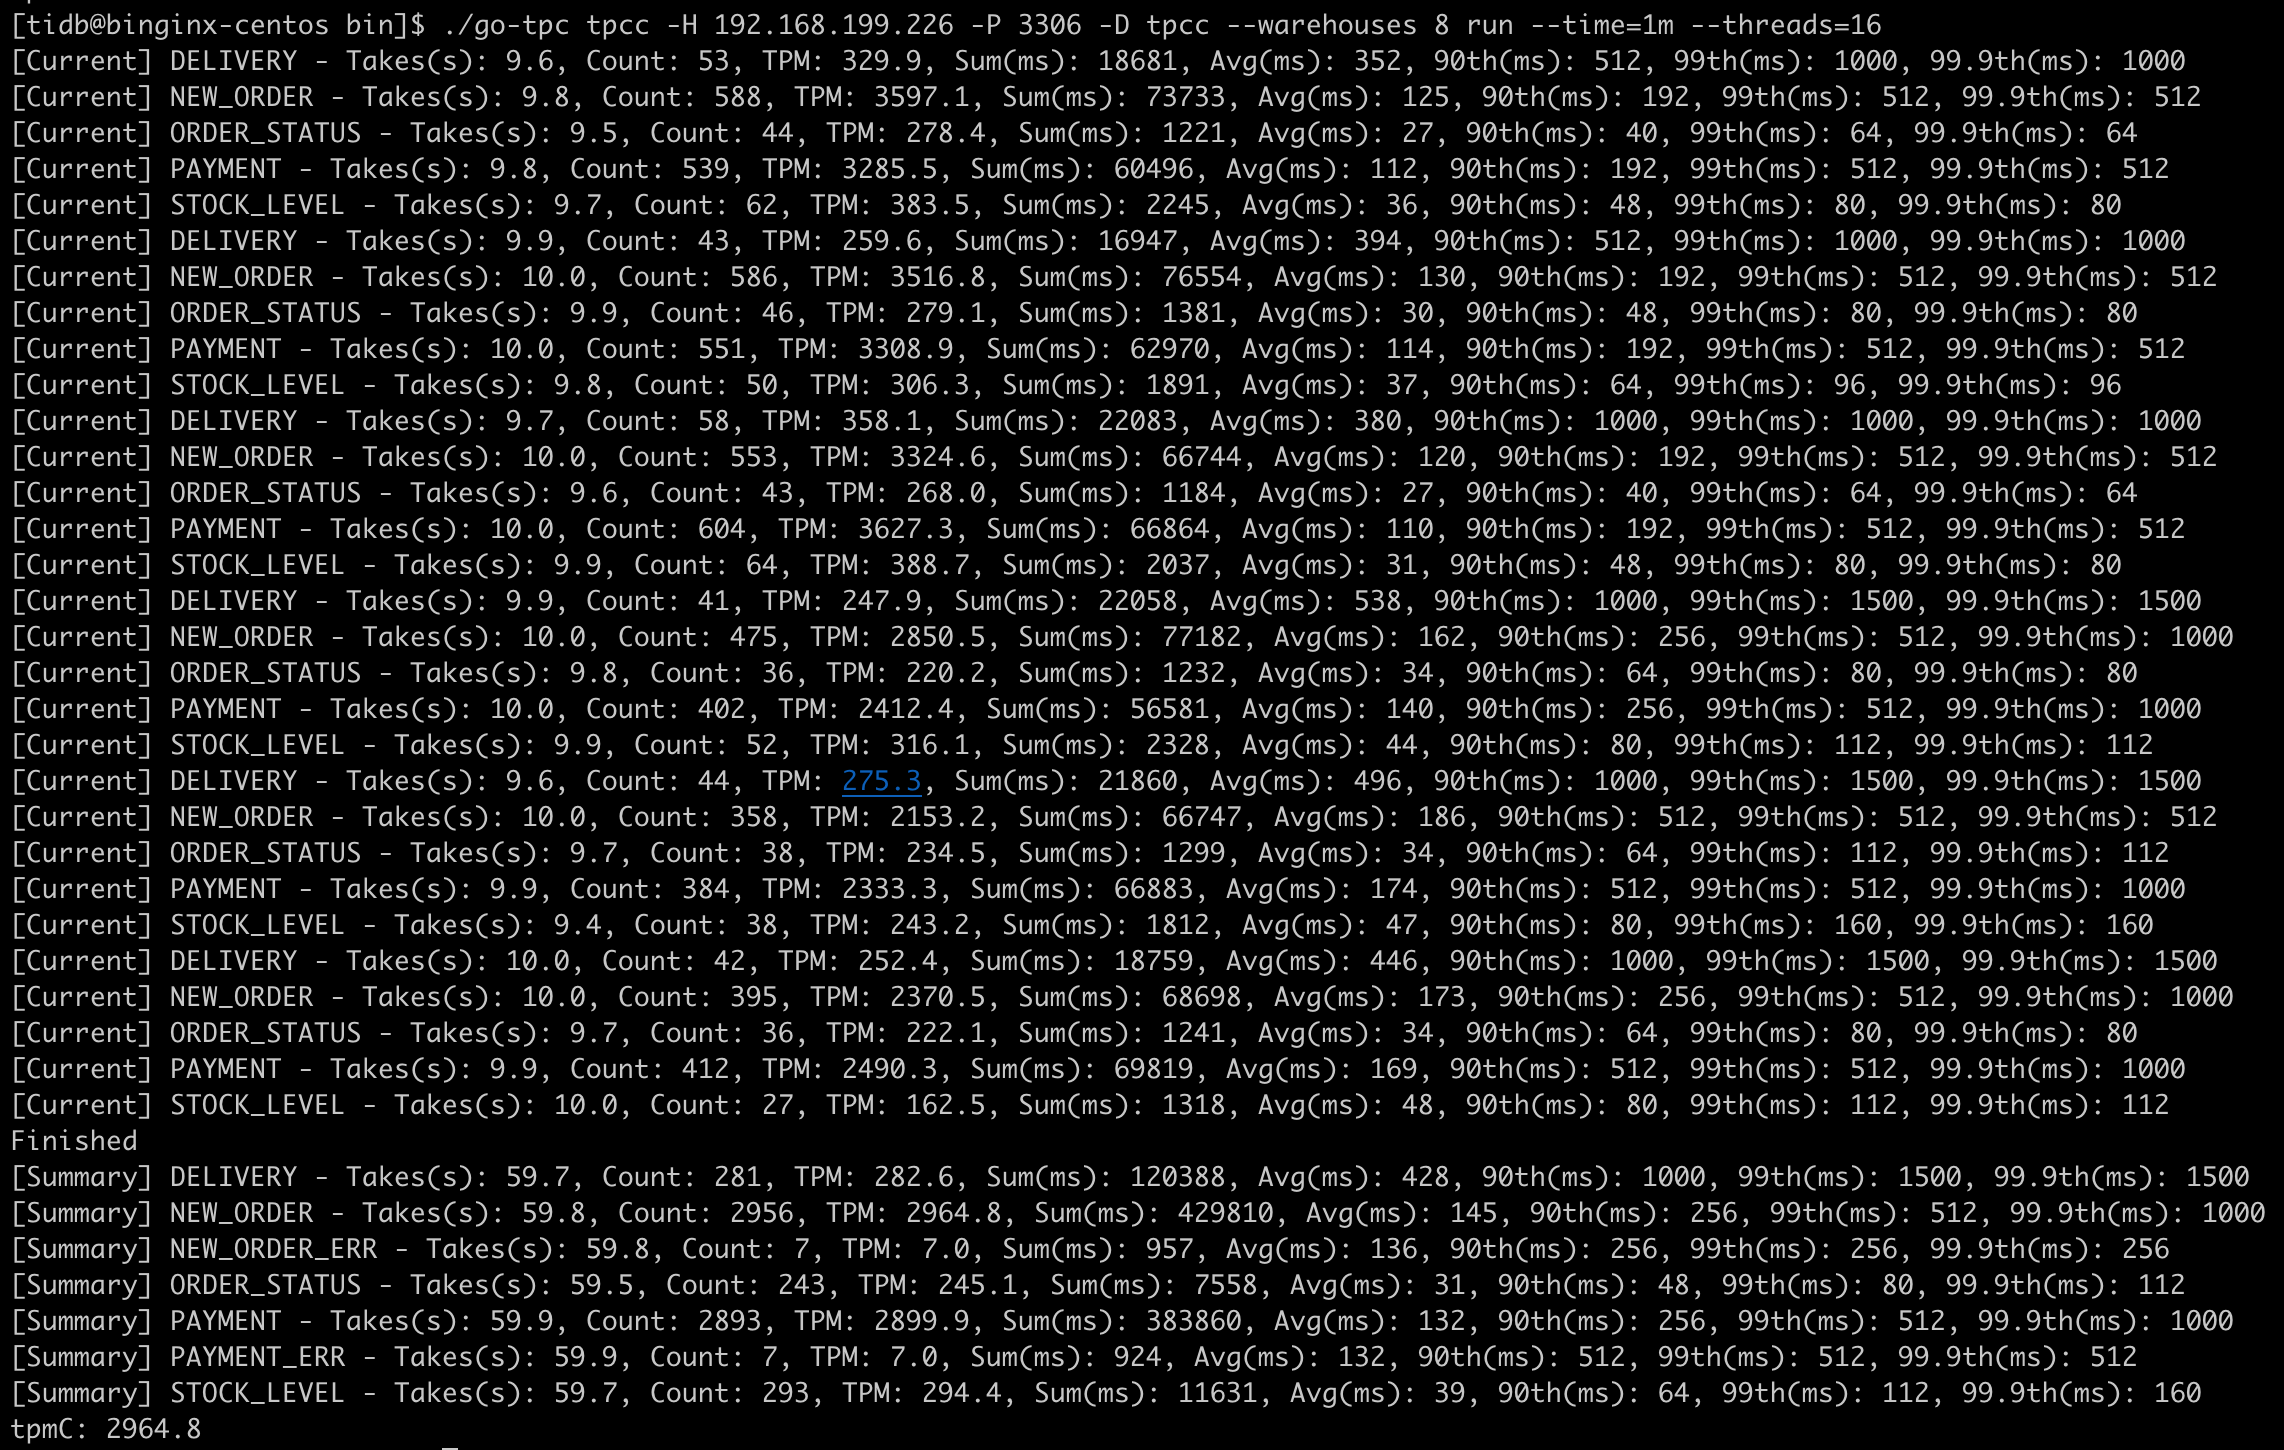 [tidb@binginx-centos bin]$ ./go-tpc tpcc -H 192.168.199.226 -P 3306 -D tpcc --warehouses 8 run --time=1m --threads=16
[Current] DELIVERY - Takes(s): 9.6, Count: 53, TPM: 329.9, Sum(ms): 18681, Avg(ms): 352, 90th(ms): 512, 99th(ms): 1000, 99.9th(ms): 1000
[Current] NEW_ORDER - Takes(s): 9.8, Count: 588, TPM: 3597.1, Sum(ms): 73733, Avg(ms): 125, 90th(ms): 192, 99th(ms): 512, 99.9th(ms): 512
[Current] ORDER_STATUS - Takes(s): 9.5, Count: 44, TPM: 278.4, Sum(ms): 1221, Avg(ms): 27, 90th(ms): 40, 99th(ms): 64, 99.9th(ms): 64
[Current] PAYMENT - Takes(s): 9.8, Count: 539, TPM: 3285.5, Sum(ms): 60496, Avg(ms): 112, 90th(ms): 192, 99th(ms): 512, 99.9th(ms): 512
[Current] STOCK_LEVEL - Takes(s): 9.7, Count: 62, TPM: 383.5, Sum(ms): 2245, Avg(ms): 36, 90th(ms): 48, 99th(ms): 80, 99.9th(ms): 80
[Current] DELIVERY - Takes(s): 9.9, Count: 43, TPM: 259.6, Sum(ms): 16947, Avg(ms): 394, 90th(ms): 512, 99th(ms): 1000, 99.9th(ms): 1000
[Current] NEW_ORDER - Takes(s): 10.0, Count: 586, TPM: 3516.8, Sum(ms): 76554, Avg(ms): 130, 90th(ms): 192, 99th(ms): 512, 99.9th(ms): 512
[Current] ORDER_STATUS - Takes(s): 9.9, Count: 46, TPM: 279.1, Sum(ms): 1381, Avg(ms): 30, 90th(ms): 48, 99th(ms): 80, 99.9th(ms): 80
[Current] PAYMENT - Takes(s): 10.0, Count: 551, TPM: 3308.9, Sum(ms): 62970, Avg(ms): 114, 90th(ms): 192, 99th(ms): 512, 99.9th(ms): 512
[Current] STOCK_LEVEL - Takes(s): 9.8, Count: 50, TPM: 306.3, Sum(ms): 1891, Avg(ms): 37, 90th(ms): 64, 99th(ms): 96, 99.9th(ms): 96
[Current] DELIVERY - Takes(s): 9.7, Count: 58, TPM: 358.1, Sum(ms): 22083, Avg(ms): 380, 90th(ms): 1000, 99th(ms): 1000, 99.9th(ms): 1000
[Current] NEW_ORDER - Takes(s): 10.0, Count: 553, TPM: 3324.6, Sum(ms): 66744, Avg(ms): 120, 90th(ms): 192, 99th(ms): 512, 99.9th(ms): 512
[Current] ORDER_STATUS - Takes(s): 9.6, Count: 43, TPM: 268.0, Sum(ms): 1184, Avg(ms): 27, 90th(ms): 40, 99th(ms): 64, 99.9th(ms): 64
[Current] PAYMENT - Takes(s): 10.0, Count: 604, TPM: 3627.3, Sum(ms): 66864, Avg(ms): 110, 90th(ms): 192, 99th(ms): 512, 99.9th(ms): 512
[Current] STOCK_LEVEL - Takes(s): 9.9, Count: 64, TPM: 388.7, Sum(ms): 2037, Avg(ms): 31, 90th(ms): 48, 99th(ms): 80, 99.9th(ms): 80
[Current] DELIVERY - Takes(s): 9.9, Count: 41, TPM: 247.9, Sum(ms): 22058, Avg(ms): 538, 90th(ms): 1000, 99th(ms): 1500, 99.9th(ms): 1500
[Current] NEW_ORDER - Takes(s): 10.0, Count: 475, TPM: 2850.5, Sum(ms): 77182, Avg(ms): 162, 90th(ms): 256, 99th(ms): 512, 99.9th(ms): 1000
[Current] ORDER_STATUS - Takes(s): 9.8, Count: 36, TPM: 220.2, Sum(ms): 1232, Avg(ms): 34, 90th(ms): 64, 99th(ms): 80, 99.9th(ms): 80
[Current] PAYMENT - Takes(s): 10.0, Count: 402, TPM: 2412.4, Sum(ms): 56581, Avg(ms): 140, 90th(ms): 256, 99th(ms): 512, 99.9th(ms): 1000
[Current] STOCK_LEVEL - Takes(s): 9.9, Count: 52, TPM: 316.1, Sum(ms): 2328, Avg(ms): 44, 90th(ms): 80, 99th(ms): 112, 99.9th(ms): 112
[Current] DELIVERY - Takes(s): 9.6, Count: 44, TPM: 275.3, Sum(ms): 21860, Avg(ms): 496, 90th(ms): 1000, 99th(ms): 1500, 99.9th(ms): 1500
[Current] NEW_ORDER - Takes(s): 10.0, Count: 358, TPM: 2153.2, Sum(ms): 66747, Avg(ms): 186, 90th(ms): 512, 99th(ms): 512, 99.9th(ms): 512
[Current] ORDER_STATUS - Takes(s): 9.7, Count: 38, TPM: 234.5, Sum(ms): 1299, Avg(ms): 34, 90th(ms): 64, 99th(ms): 112, 99.9th(ms): 112
[Current] PAYMENT - Takes(s): 9.9, Count: 384, TPM: 2333.3, Sum(ms): 66883, Avg(ms): 174, 90th(ms): 512, 99th(ms): 512, 99.9th(ms): 1000
[Current] STOCK_LEVEL - Takes(s): 9.4, Count: 38, TPM: 243.2, Sum(ms): 1812, Avg(ms): 47, 90th(ms): 80, 99th(ms): 160, 99.9th(ms): 160
[Current] DELIVERY - Takes(s): 10.0, Count: 42, TPM: 252.4, Sum(ms): 18759, Avg(ms): 446, 90th(ms): 1000, 99th(ms): 1500, 99.9th(ms): 1500
[Current] NEW_ORDER - Takes(s): 10.0, Count: 395, TPM: 2370.5, Sum(ms): 68698, Avg(ms): 173, 90th(ms): 256, 99th(ms): 512, 99.9th(ms): 1000
[Current] ORDER_STATUS - Takes(s): 9.7, Count: 36, TPM: 222.1, Sum(ms): 1241, Avg(ms): 34, 90th(ms): 64, 99th(ms): 80, 99.9th(ms): 80
[Current] PAYMENT - Takes(s): 9.9, Count: 412, TPM: 2490.3, Sum(ms): 69819, Avg(ms): 169, 90th(ms): 512, 99th(ms): 512, 99.9th(ms): 1000
[Current] STOCK_LEVEL - Takes(s): 10.0, Count: 27, TPM: 162.5, Sum(ms): 1318, Avg(ms): 48, 90th(ms): 80, 99th(ms): 112, 99.9th(ms): 112
Finished
[Summary] DELIVERY - Takes(s): 59.7, Count: 281, TPM: 282.6, Sum(ms): 120388, Avg(ms): 428, 90th(ms): 1000, 99th(ms): 1500, 99.9th(ms): 1500
[Summary] NEW_ORDER - Takes(s): 59.8, Count: 2956, TPM: 2964.8, Sum(ms): 429810, Avg(ms): 145, 90th(ms): 256, 99th(ms): 512, 99.9th(ms): 1000
[Summary] NEW_ORDER_ERR - Takes(s): 59.8, Count: 7, TPM: 7.0, Sum(ms): 957, Avg(ms): 136, 90th(ms): 256, 99th(ms): 256, 99.9th(ms): 256
[Summary] ORDER_STATUS - Takes(s): 59.5, Count: 243, TPM: 245.1, Sum(ms): 7558, Avg(ms): 31, 90th(ms): 48, 99th(ms): 80, 99.9th(ms): 112
[Summary] PAYMENT - Takes(s): 59.9, Count: 2893, TPM: 2899.9, Sum(ms): 383860, Avg(ms): 132, 90th(ms): 256, 99th(ms): 512, 99.9th(ms): 1000
[Summary] PAYMENT_ERR - Takes(s): 59.9, Count: 7, TPM: 7.0, Sum(ms): 924, Avg(ms): 132, 90th(ms): 512, 99th(ms): 512, 99.9th(ms): 512
[Summary] STOCK_LEVEL - Takes(s): 59.7, Count: 293, TPM: 294.4, Sum(ms): 11631, Avg(ms): 39, 90th(ms): 64, 99th(ms): 112, 99.9th(ms): 160
tpmC: 2964.8